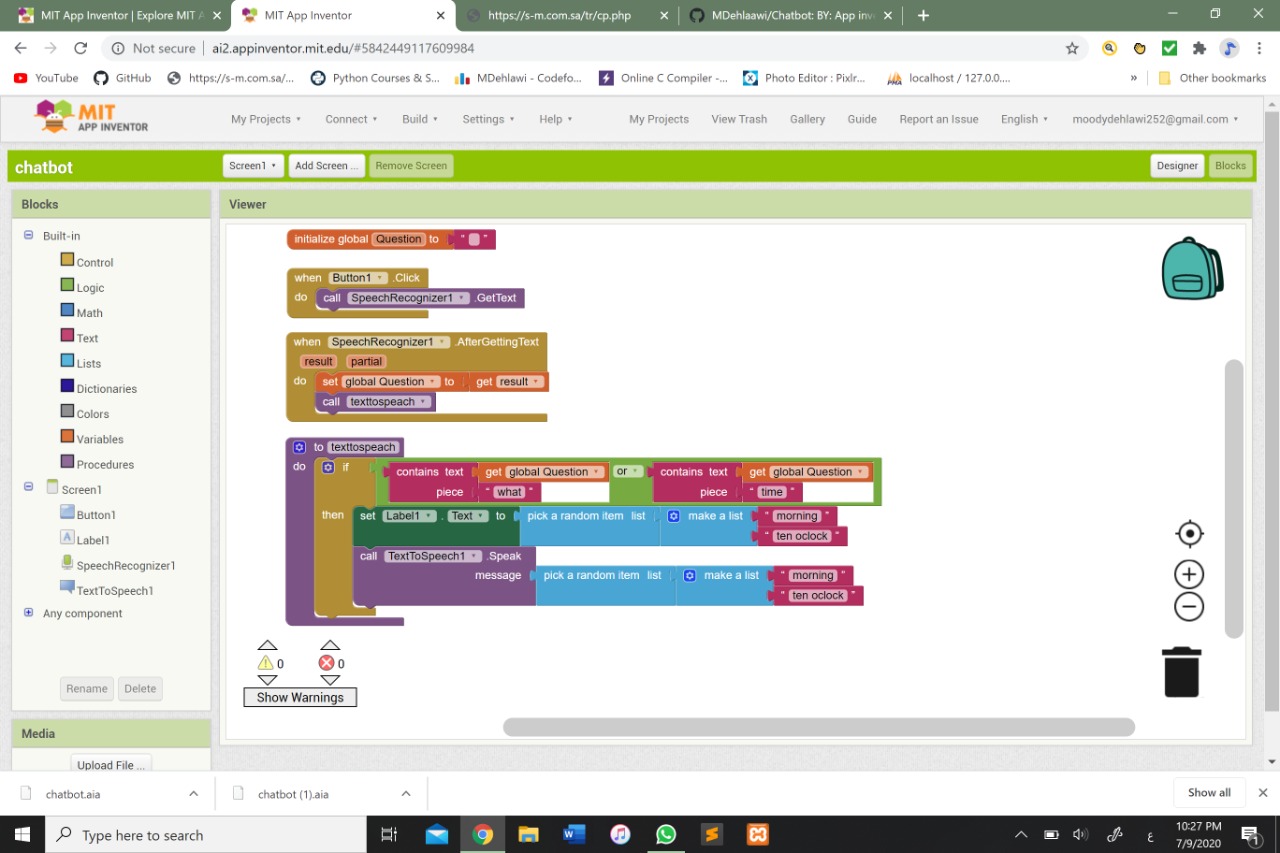 MIT App Inventor | Explore MIT A
MIT App Inventor
https://s-m.com.sa/tr/cp.php
MDehlaawi/Chatbot: BY: App inv
Not secure | ai2.appinventor.mit.edu/#5842449117609984
YouTube GitHub https://s-m.com.sa/... Python Courses & S... MDehlawi - Codefo... Online C Compiler -... Photo Editor : Pixlr... localhost / 127.0.0.... » Other bookmarks
MIT
APP INVENTOR
My Projects Connect Build Settings Help My Projects View Trash Gallery Guide Report an Issue English moodydehlawi252@gmail.com
chatbot Screen1 Add Screen ... Remove Screen Designer Blocks
Blocks
Built-in
Control
Logic
Math
Text
Lists
Dictionaries
Colors
Variables
Procedures
Screen1
Button1
Label1
SpeechRecognizer1
TextToSpeech1
Any component
Rename Delete
Media
Upload File ...
Viewer
initialize global Question to " "
when Button1 .Click
do call SpeechRecognizer1 .GetText
when SpeechRecognizer1 .AfterGettingText
result partial
do set global Question to get result
call texttospeach
to texttospeach
do if contains text get global Question or contains text get global Question
piece " what " piece " time "
then set Label1 . Text to pick a random item list make a list " morning "
" ten oclock "
call TextToSpeech1 .Speak
message pick a random item list make a list " morning "
" ten oclock "
0 0
Show Warnings
chatbot.aia chatbot (1).aia Show all
Type here to search
ع
10:27 PM
7/9/2020
1